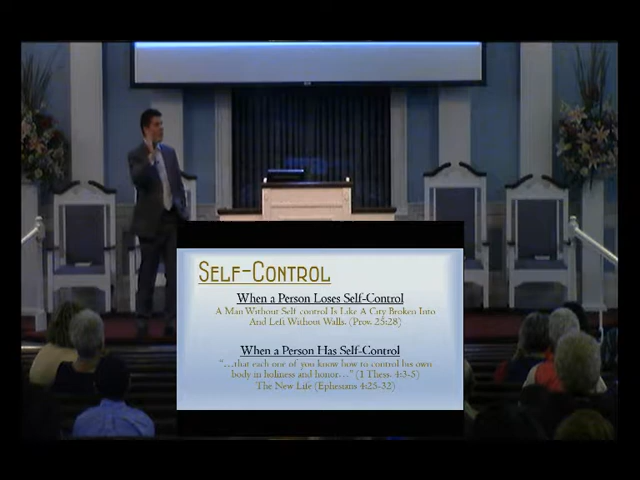 Self-Control
When a Person Loses Self-Control
A Man Without Self-control Is Like A City Broken Into
And Left Without Walls. (Prov. 25:28)
When a Person Has Self-Control
“…that each one of you know how to control his own
body in holiness and honor…” (1 Thess. 4:3-5)
The New Life (Ephesians 4:25-32)